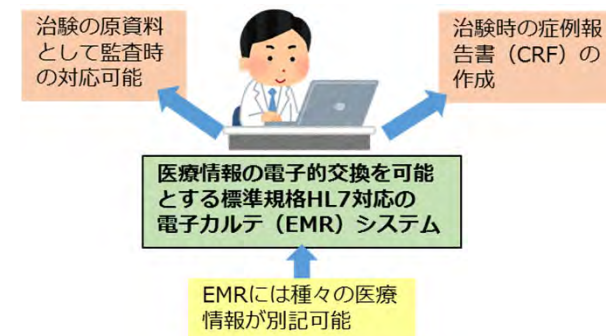 治験の原資料
として監査時
の対応可能
治験時の症例報
告書（CRF）の
作成
医療情報の電子的交換を可能
とする標準規格HL7対応の
電子カルテ（EMR）システム
EMRには種々の医療
情報が別記可能